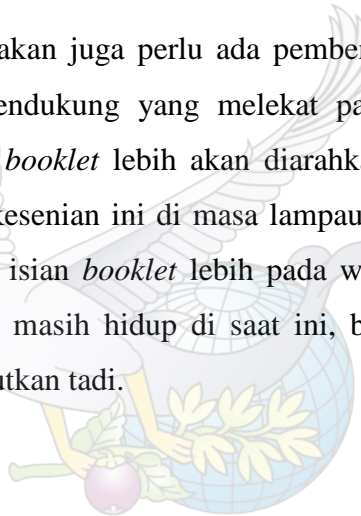 akan juga perlu ada pember
endukung yang melekat pa
booklet lebih akan diarahka
kesenian ini di masa lampau
isian booklet lebih pada w
masih hidup di saat ini, b
utkan tadi.